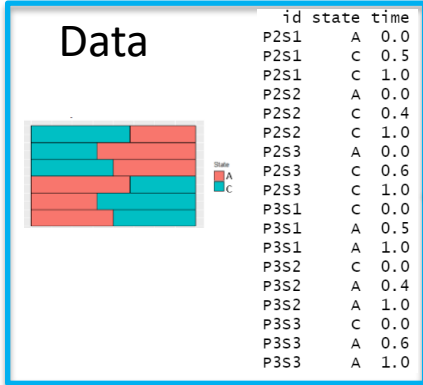 Data
State
A
C
id state time
P2S1 A 0.0
P2S1 C 0.5
P2S1 C 1.0
P2S2 A 0.0
P2S2 C 0.4
P2S2 C 1.0
P2S3 A 0.0
P2S3 C 0.6
P2S3 C 1.0
P3S1 C 0.0
P3S1 A 0.5
P3S1 A 1.0
P3S2 C 0.0
P3S2 A 0.4
P3S2 A 1.0
P3S3 C 0.0
P3S3 A 0.6
P3S3 A 1.0